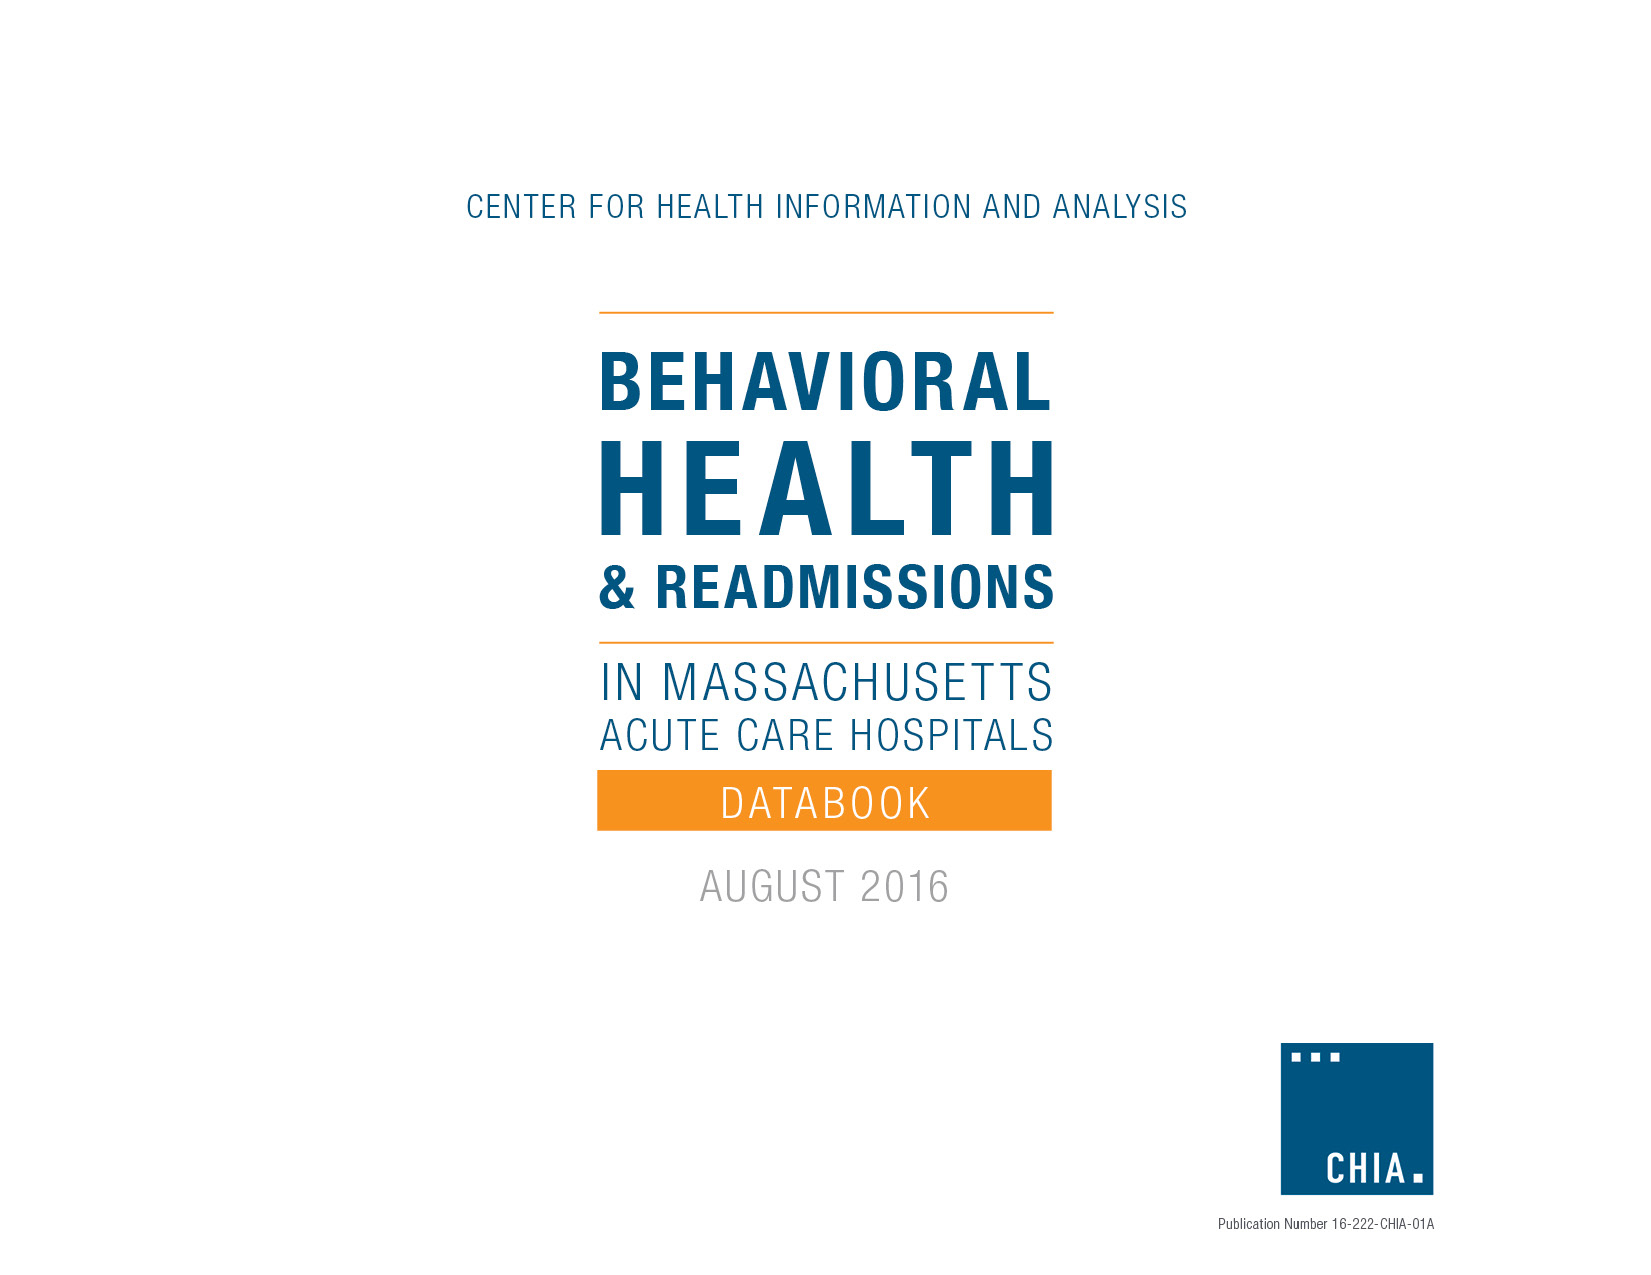 CENTER FOR HEALTH INFORMATION AND ANALYSIS
BEHAVIORAL
HEALTH
& READMISSIONS
IN MASSACHUSETTS
ACUTE CARE HOSPITALS
DATABOOK
AUGUST 2016
CHIA.
Publication Number 16-222-CHIA-01A